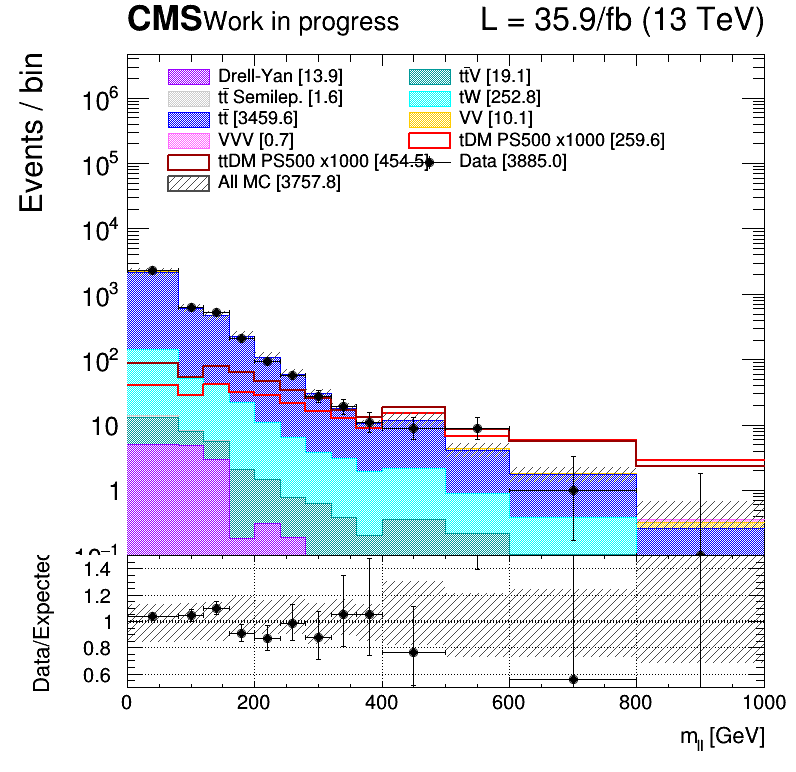 CMS Work in progress L = 35.9/fb (13 TeV)
Events / bin
Drell-Yan [13.9]
tt̄V [19.1]
tt̄ Semilep. [1.6]
tW [252.8]
tt̄ [3459.6]
VV [10.1]
VVV [0.7]
tDM PS500 x1000 [259.6]
ttDM PS500 x1000 [454.5]
Data [3885.0]
All MC [3757.8]
10⁶
10⁵
10⁴
10³
10²
10
1
10⁻¹
Data/Expected
1.4
1.2
1
0.8
0.6
0 200 400 600 800 1000
m_ll [GeV]